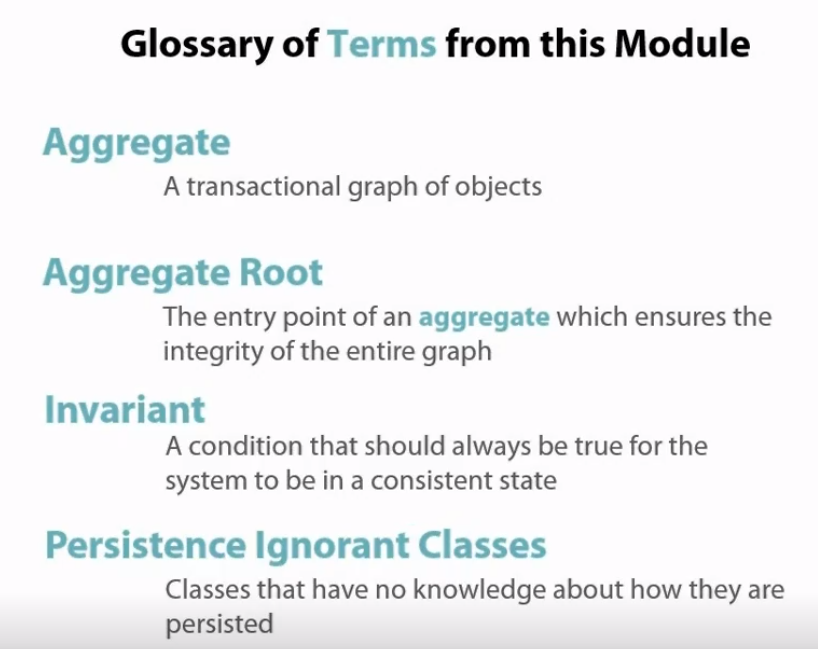 Glossary of Terms from this Module
Aggregate
A transactional graph of objects
Aggregate Root
The entry point of an aggregate which ensures the
integrity of the entire graph
Invariant
A condition that should always be true for the
system to be in a consistent state
Persistence Ignorant Classes
Classes that have no knowledge about how they are
persisted